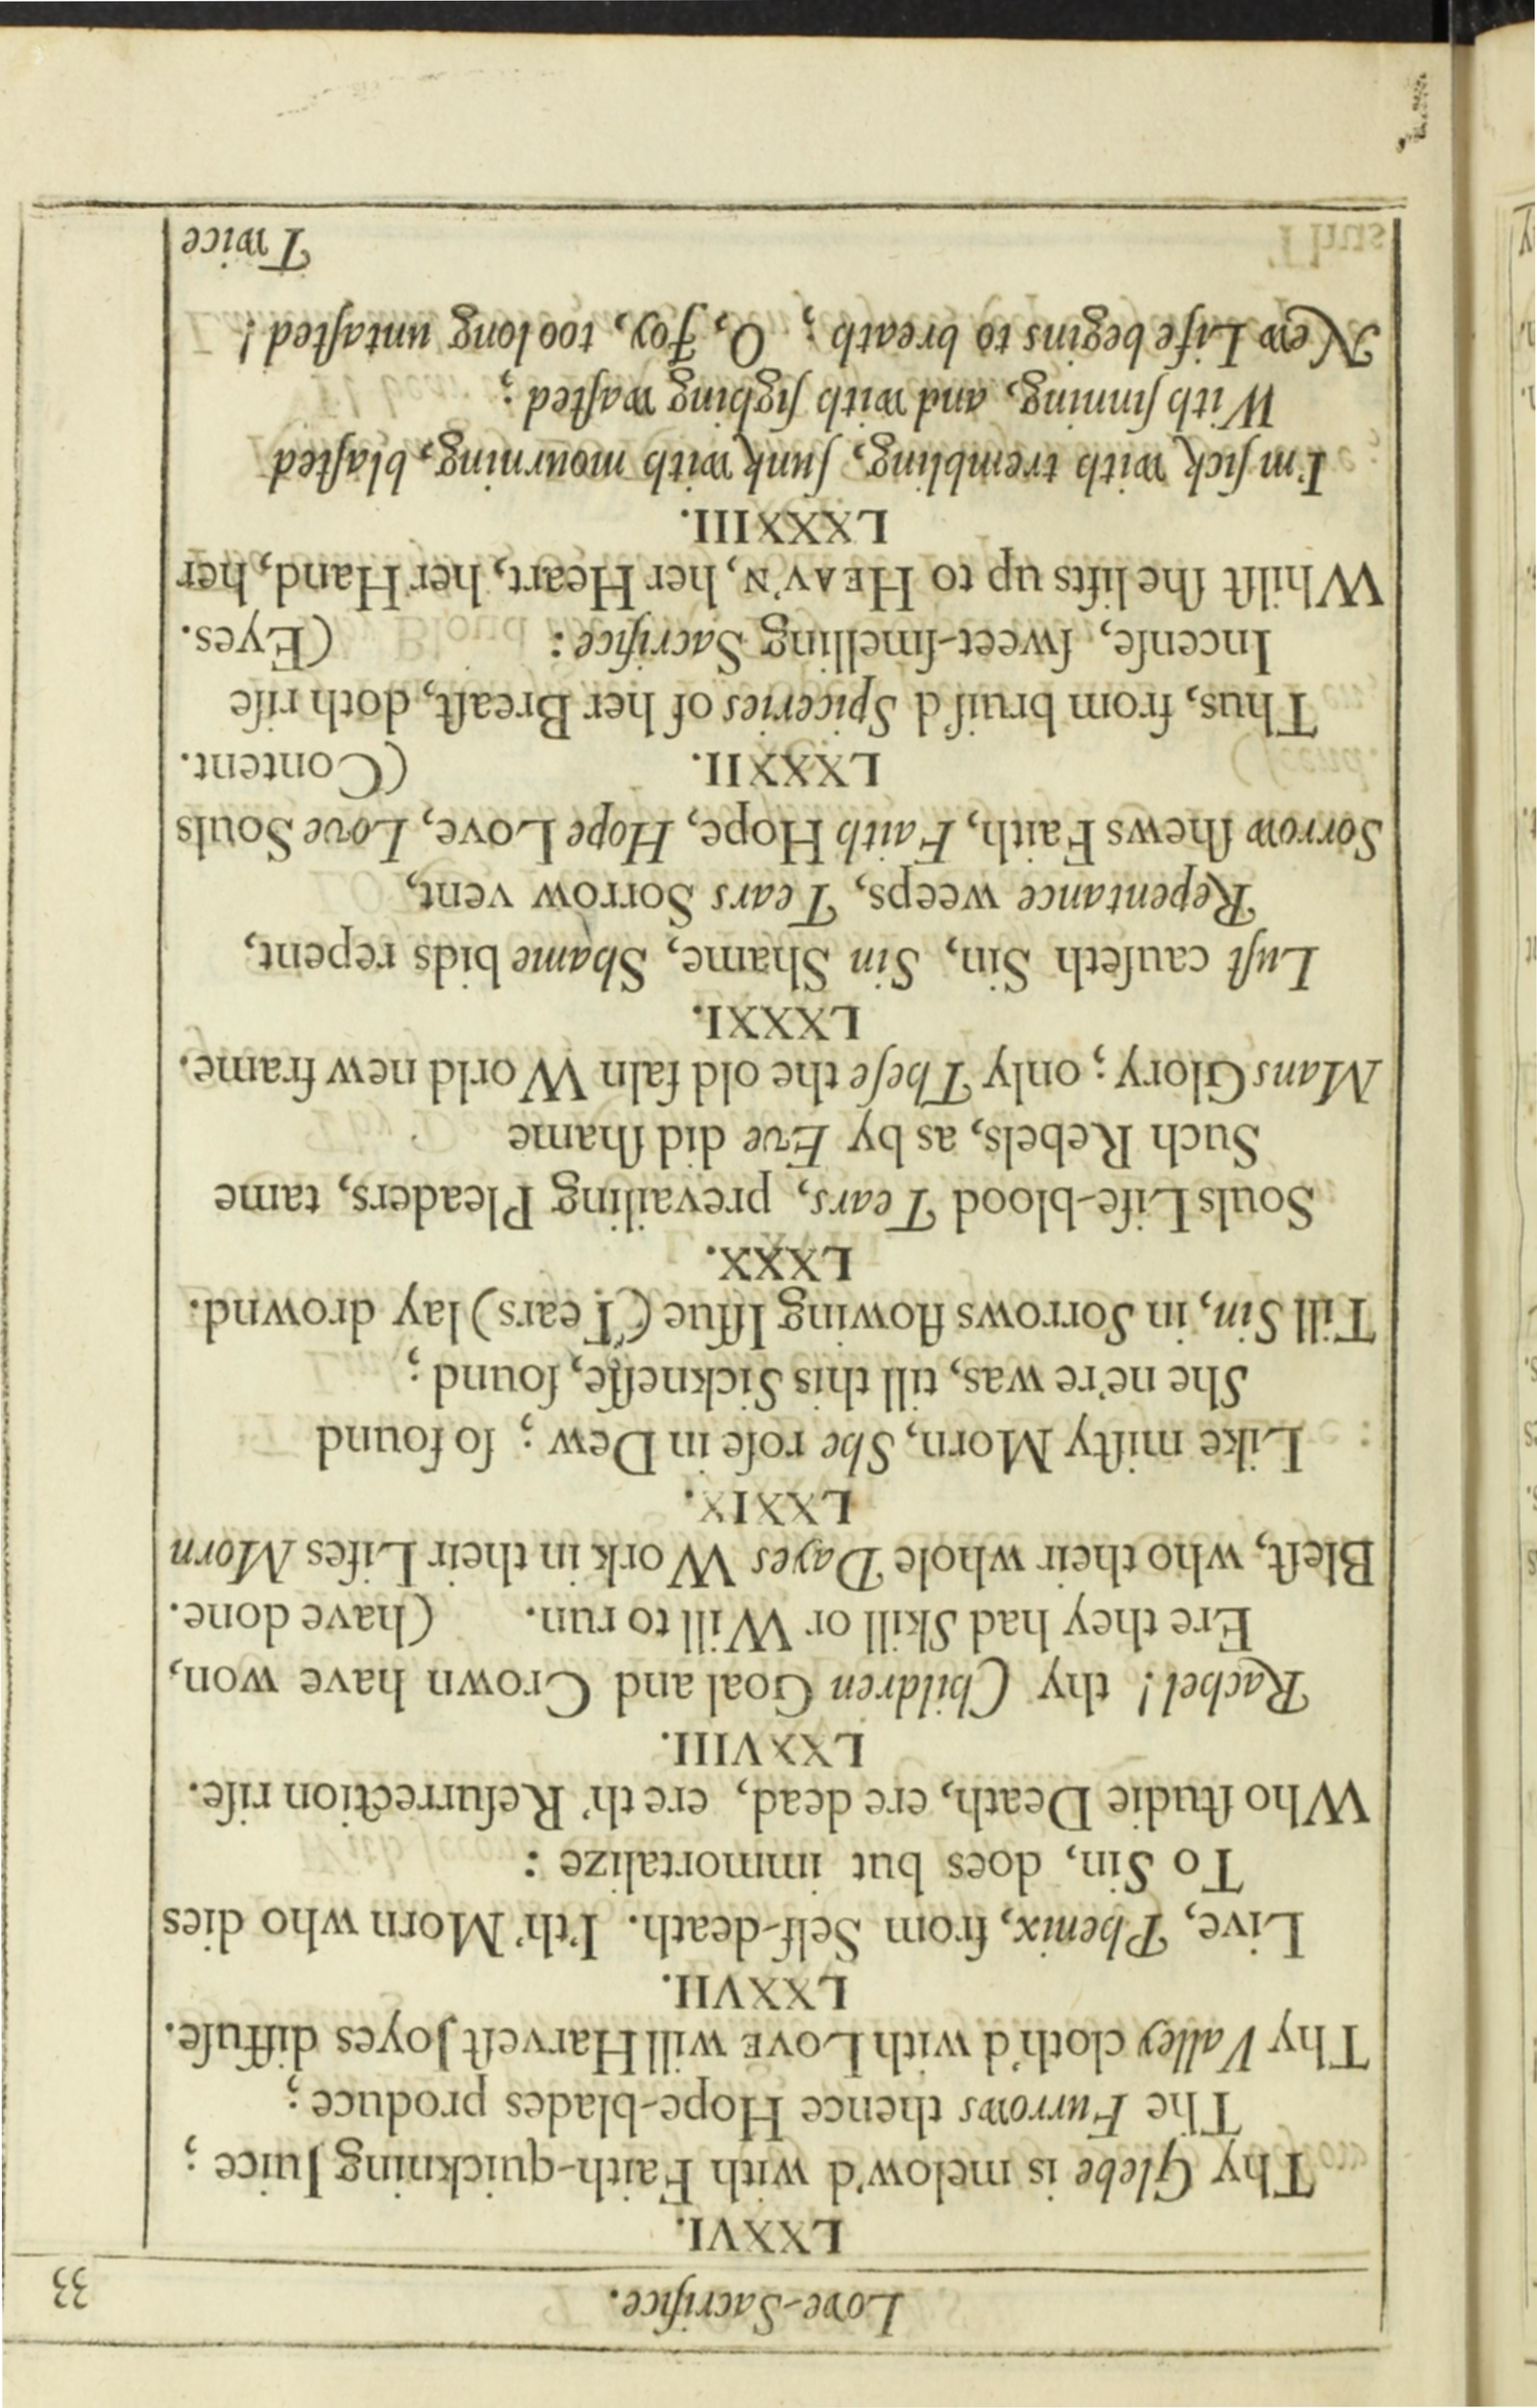 Love-Sacrifice.
33
LXXVI.
Thy Glebe is melow'd with Faith-quickning Juice;
The Furrows thence Hope-blades produce;
Thy Valley cloth'd with LOVE will Harveſt Joyes diffuſe.
LXXVII.
Live, Phenix, from Self-death. I'th' Morn who dies
To Sin, does but immortalize:
Who ſtudie Death, ere dead, ere th' Reſurrection riſe.
LXXVIII.
Rachel! thy Children Goal and Crown have won,
Ere they had Skill or Will to run. (have done.
Bleſt, who their whole Dayes Work in their Lifes Morn
LXXIX.
Like miſty Morn, She roſe in Dew; ſo found
She ne're was, till this Sickneſſe, ſound;
Till Sin, in Sorrows flowing Iſſue (Tears) lay drownd.
LXXX.
Souls Life-blood Tears, prevailing Pleaders, tame
Such Rebels, as by Eve did ſhame
Mans Glory; only Theſe the old faln World new frame.
LXXXI.
Luſt cauſeth Sin, Sin Shame, Shame bids repent,
Repentance weeps, Tears Sorrow vent,
Sorrow ſhews Faith, Faith Hope, Hope Love, Love Souls
LXXXII. (Content.
Thus, from bruiſ'd Spiceries of her Breaſt, doth riſe
Incenſe, ſweet-ſmelling Sacrifice: (Eyes.
Whilſt ſhe lifts up to HEAV'N, her Heart, her Hand, her
LXXXIII.
I'm ſick with trembling, ſunk with mourning, blaſted
With ſinning, and with ſighing waſted;
New Life begins to breath; O, Joy, too long untaſted!
Twice